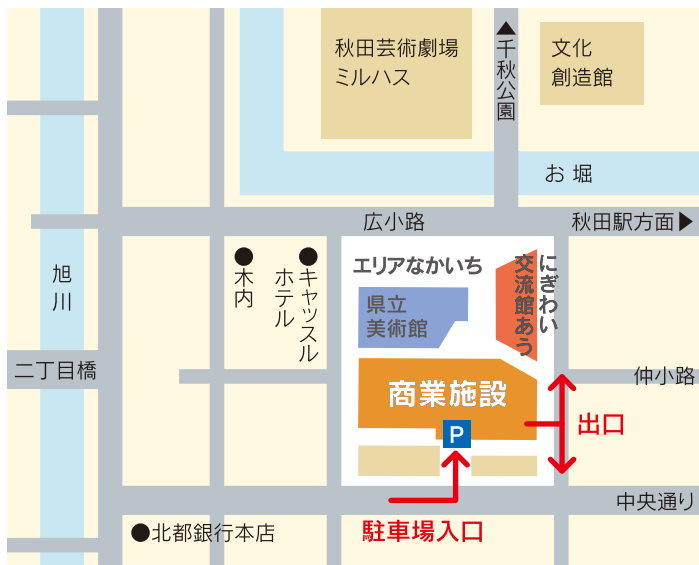 秋田芸術劇場
ミルハス
▲千秋公園
文化
創造館
お堀
広小路
秋田駅方面▶
旭川
●木内
●キャッスル
ホテル
エリアなかいち
県立
美術館
にぎわい
交流館あう
二丁目橋
商業施設
仲小路
P
出口
中央通り
●北都銀行本店
駐車場入口